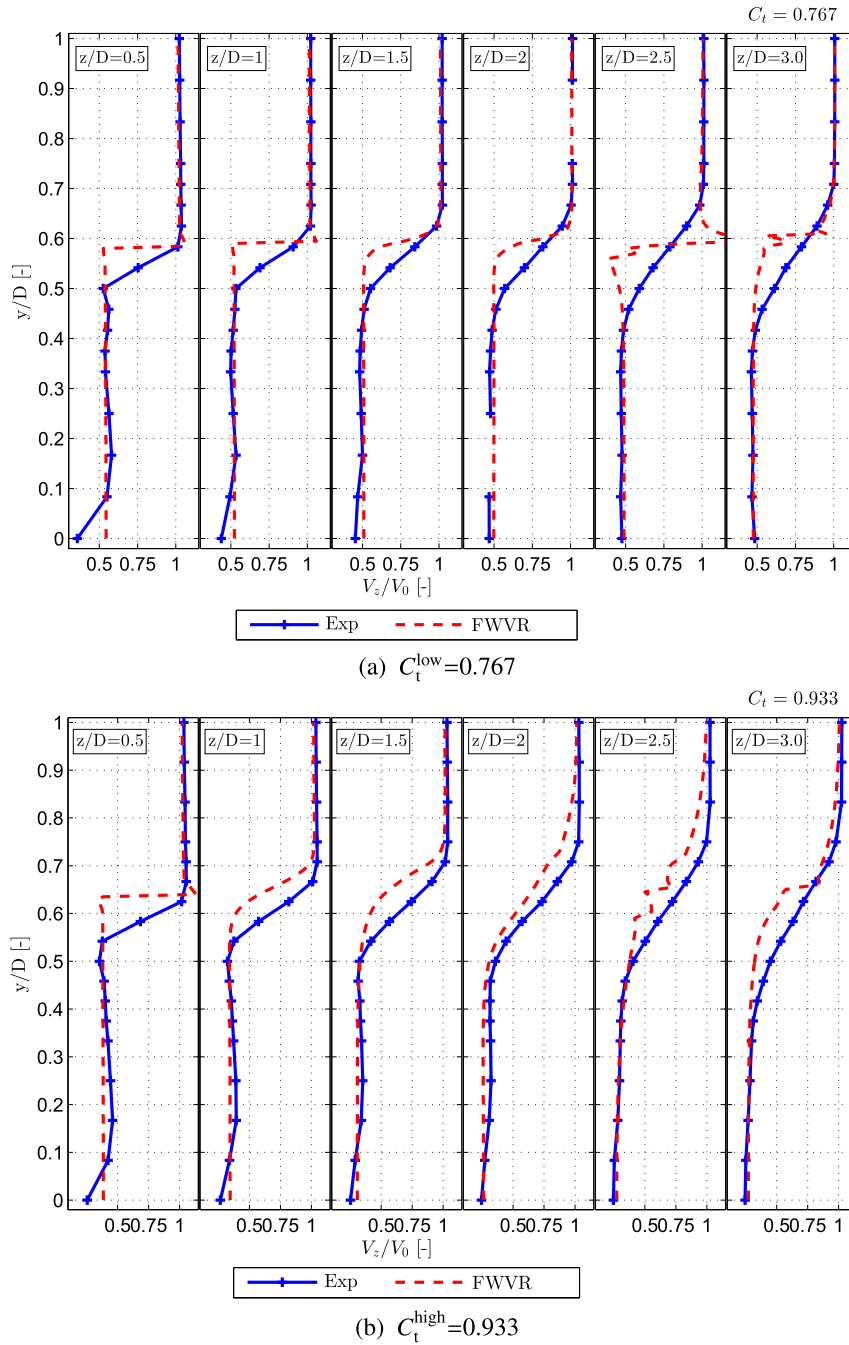 C_t = 0.767
z/D=0.5 z/D=1 z/D=1.5 z/D=2 z/D=2.5 z/D=3.0
1
0.9
0.8
0.7
0.6
0.5
0.4
0.3
0.2
0.1
0
y/D [-]
0.5 0.75 1 0.5 0.75 1 0.5 0.75 1 0.5 0.75 1 0.5 0.75 1 0.5 0.75 1
V_z/V_0 [-]
Exp FWVR
(a) C_t^low=0.767
C_t = 0.933
z/D=0.5 z/D=1 z/D=1.5 z/D=2 z/D=2.5 z/D=3.0
1
0.9
0.8
0.7
0.6
0.5
0.4
0.3
0.2
0.1
0
y/D [-]
0.50.75 1 0.50.75 1 0.50.75 1 0.50.75 1 0.50.75 1 0.50.75 1
V_z/V_0 [-]
Exp FWVR
(b) C_t^high=0.933